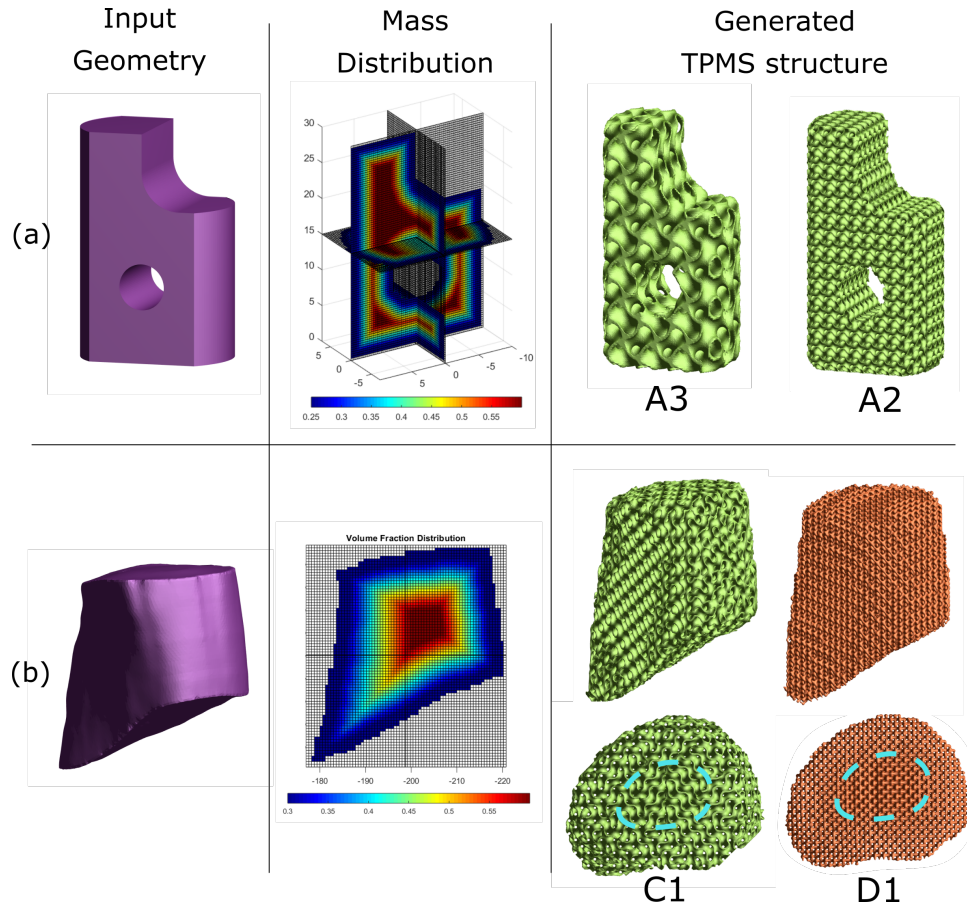 Input
Geometry
Mass
Distribution
Generated
TPMS structure
(a)
30
25
20
15
10
5
0
5
0
-5
5
0
-5
-10
0.25 0.3 0.35 0.4 0.45 0.5 0.55
A3
A2
(b)
Volume Fraction Distribution
-180 -190 -200 -210 -220
0.3 0.35 0.4 0.45 0.5 0.55
C1
D1